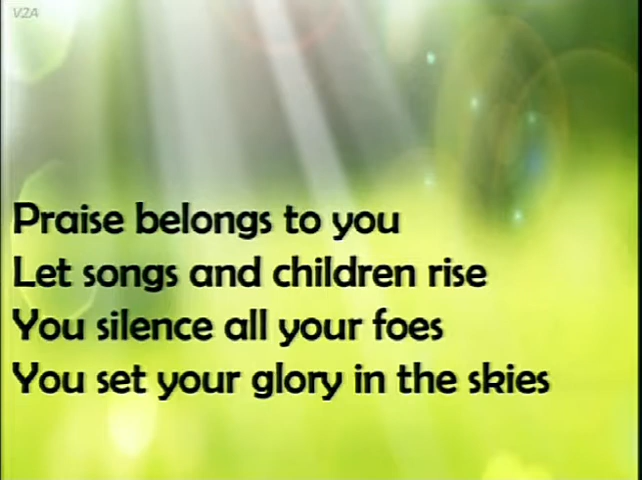 V2A
Praise belongs to you
Let songs and children rise
You silence all your foes
You set your glory in the skies